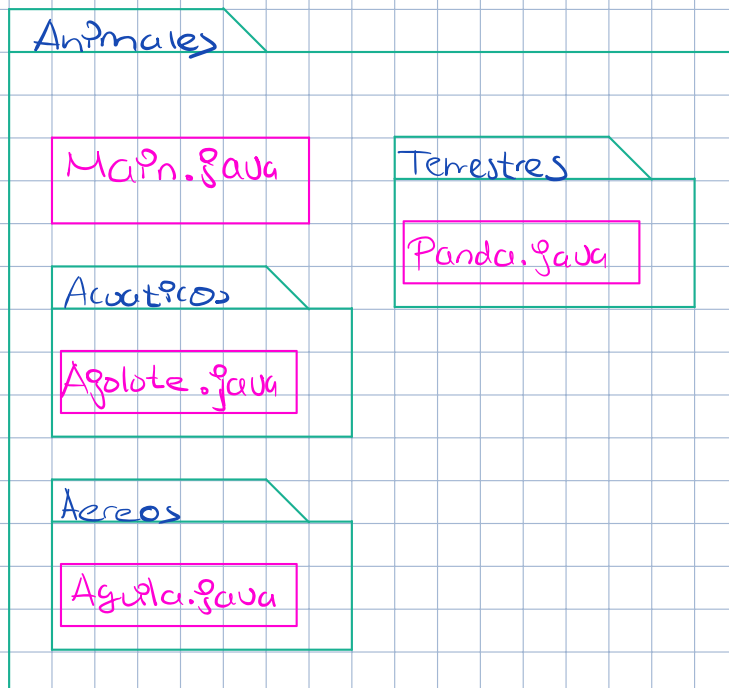 Animales
Main.java
Terrestres
Panda.java
Acuaticos
Ajolote.java
Aereos
Aguila.java